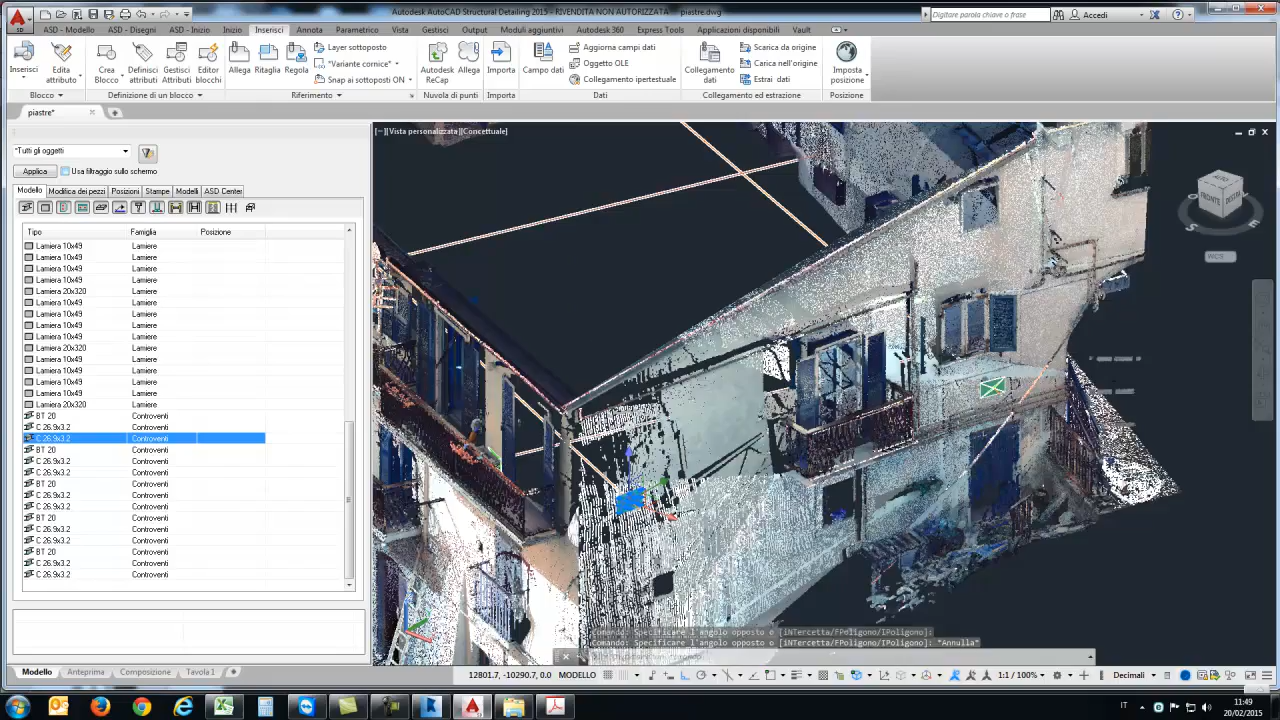 Autodesk AutoCAD Structural Detailing 2015 - RIVENDITA NON AUTORIZZATA    piastre.dwg
Digitare parola chiave o frase
Accedi
ASD - Modello
ASD - Disegni
ASD - Inizio
Inizio
Inserisci
Annota
Parametrico
Vista
Gestisci
Output
Moduli aggiuntivi
Autodesk 360
Express Tools
Applicazioni disponibili
Vault
Inserisci
Edita attributo
Crea Blocco
Definisci attributi
Gestisci Attributi
Editor blocchi
Allega
Ritaglia
Regola
Layer sottoposto
*Variante cornice*
Snap ai sottoposti ON
Autodesk ReCap
Allega
Importa
Campo dati
Aggiorna campi dati
Oggetto OLE
Collegamento ipertestuale
Collegamento dati
Scarica da origine
Carica nell'origine
Estrai dati
Imposta posizione
Blocco
Definizione di un blocco
Riferimento
Nuvola di punti
Importa
Dati
Collegamento ed estrazione
Posizione
piastre*
*Tutti gli oggetti
Applica
Usa filtraggio sullo schermo
Modello
Modifica dei pezzi
Posizioni
Stampe
Modelli
ASD Center
Tipo Famiglia Posizione
Lamiera 10x49 Lamiere
Lamiera 10x49 Lamiere
Lamiera 10x49 Lamiere
Lamiera 10x49 Lamiere
Lamiera 20x320 Lamiere
Lamiera 10x49 Lamiere
Lamiera 10x49 Lamiere
Lamiera 10x49 Lamiere
Lamiera 10x49 Lamiere
Lamiera 20x320 Lamiere
Lamiera 10x49 Lamiere
Lamiera 10x49 Lamiere
Lamiera 10x49 Lamiere
Lamiera 10x49 Lamiere
Lamiera 20x320 Lamiere
BT 20 Controventi
C 26.9x3.2 Controventi
C 26.9x3.2 Controventi
BT 20 Controventi
C 26.9x3.2 Controventi
C 26.9x3.2 Controventi
BT 20 Controventi
C 26.9x3.2 Controventi
C 26.9x3.2 Controventi
BT 20 Controventi
C 26.9x3.2 Controventi
C 26.9x3.2 Controventi
BT 20 Controventi
C 26.9x3.2 Controventi
C 26.9x3.2 Controventi
[−][Vista personalizzata][Concettuale]
WCS
Comando: Specificare l'angolo opposto o [iNTercetta/FPoligono/IPoligono]:
Comando: Specificare l'angolo opposto o [iNTercetta/FPoligono/IPoligono]: *Annulla*
Modello
Anteprima
Composizione
Tavola1
12801.7, -10290.7, 0.0
MODELLO
1:1 / 100%
Decimali
IT
11:49
20/02/2015